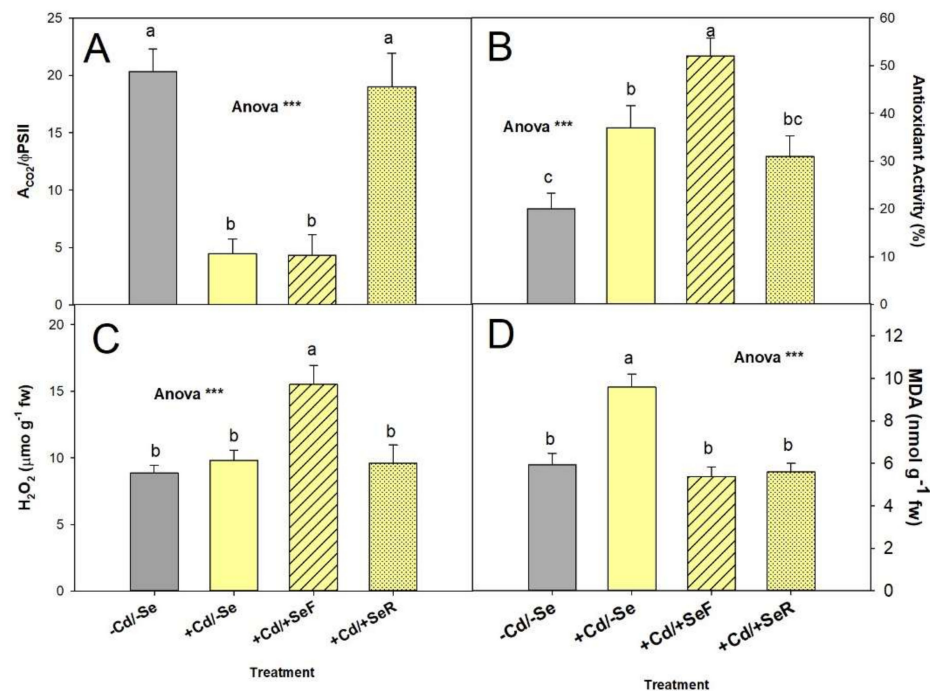 A
25
20
15
10
5
0
A_CO2/ϕPSII
a
b
b
a
Anova ***
B
60
50
40
30
20
10
0
Antioxidant Activity (%)
c
b
a
bc
Anova ***
C
20
15
10
5
0
H₂O₂ (μmo g⁻¹ fw)
b
b
a
b
Anova ***
-Cd/-Se
+Cd/-Se
+Cd/+SeF
+Cd/+SeR
Treatment
D
12
10
8
6
4
2
0
MDA (nmol g⁻¹ fw)
b
a
b
b
Anova ***
-Cd/-Se
+Cd/-Se
+Cd/+SeF
+Cd/+SeR
Treatment